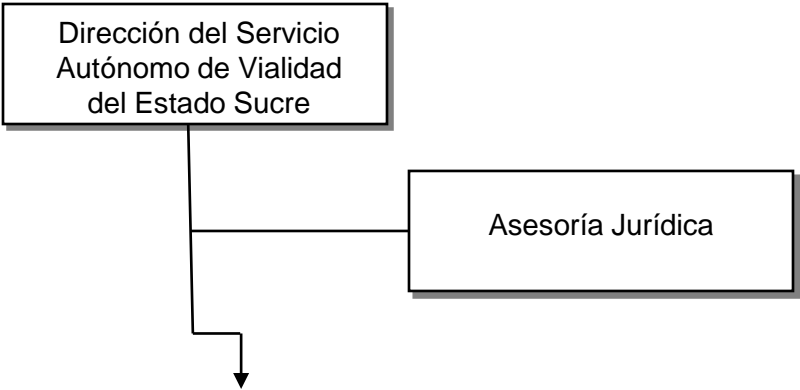 Dirección del Servicio
Autónomo de Vialidad
del Estado Sucre
Asesoría Jurídica